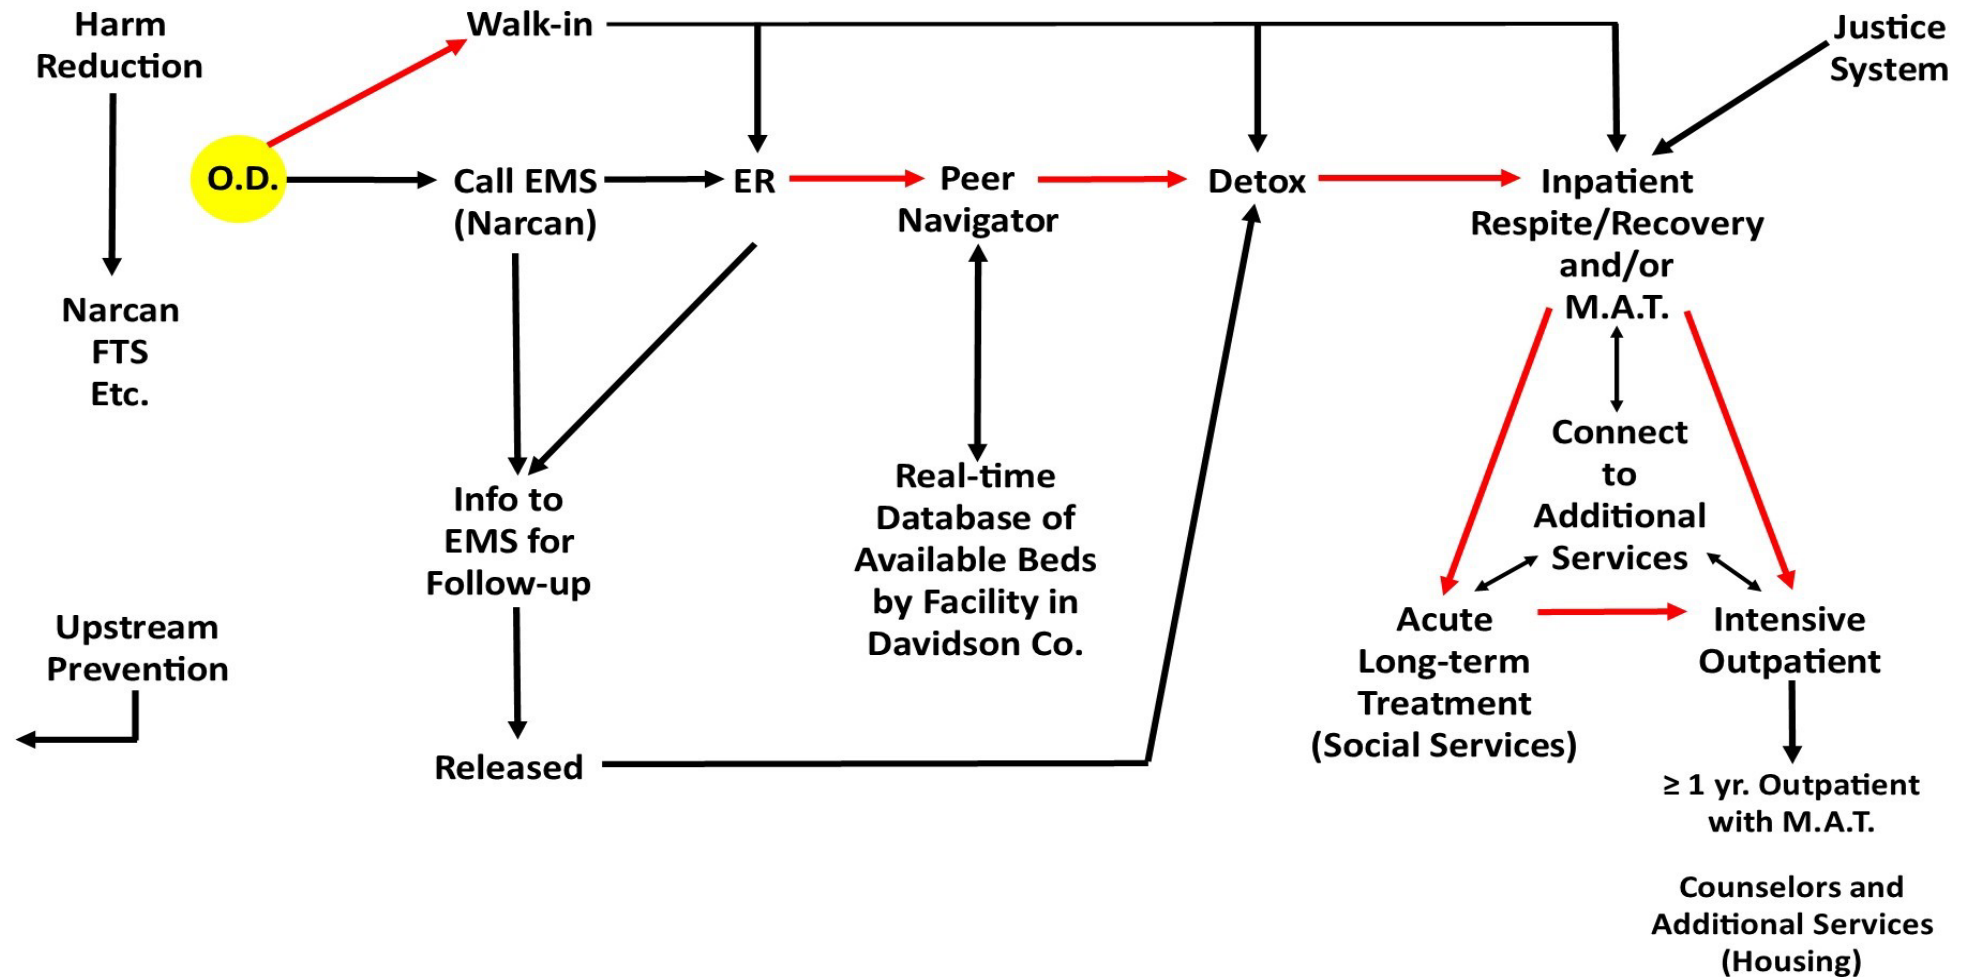 Harm
Reduction
Walk-in
Justice
System
O.D.
Call EMS
(Narcan)
ER
Peer
Navigator
Detox
Inpatient
Respite/Recovery
and/or
M.A.T.
Narcan
FTS
Etc.
Info to
EMS for
Follow-up
Real-time
Database of
Available Beds
by Facility in
Davidson Co.
Connect
to
Additional
Services
Upstream
Prevention
Released
Acute
Long-term
Treatment
(Social Services)
Intensive
Outpatient
≥ 1 yr. Outpatient
with M.A.T.
Counselors and
Additional Services
(Housing)